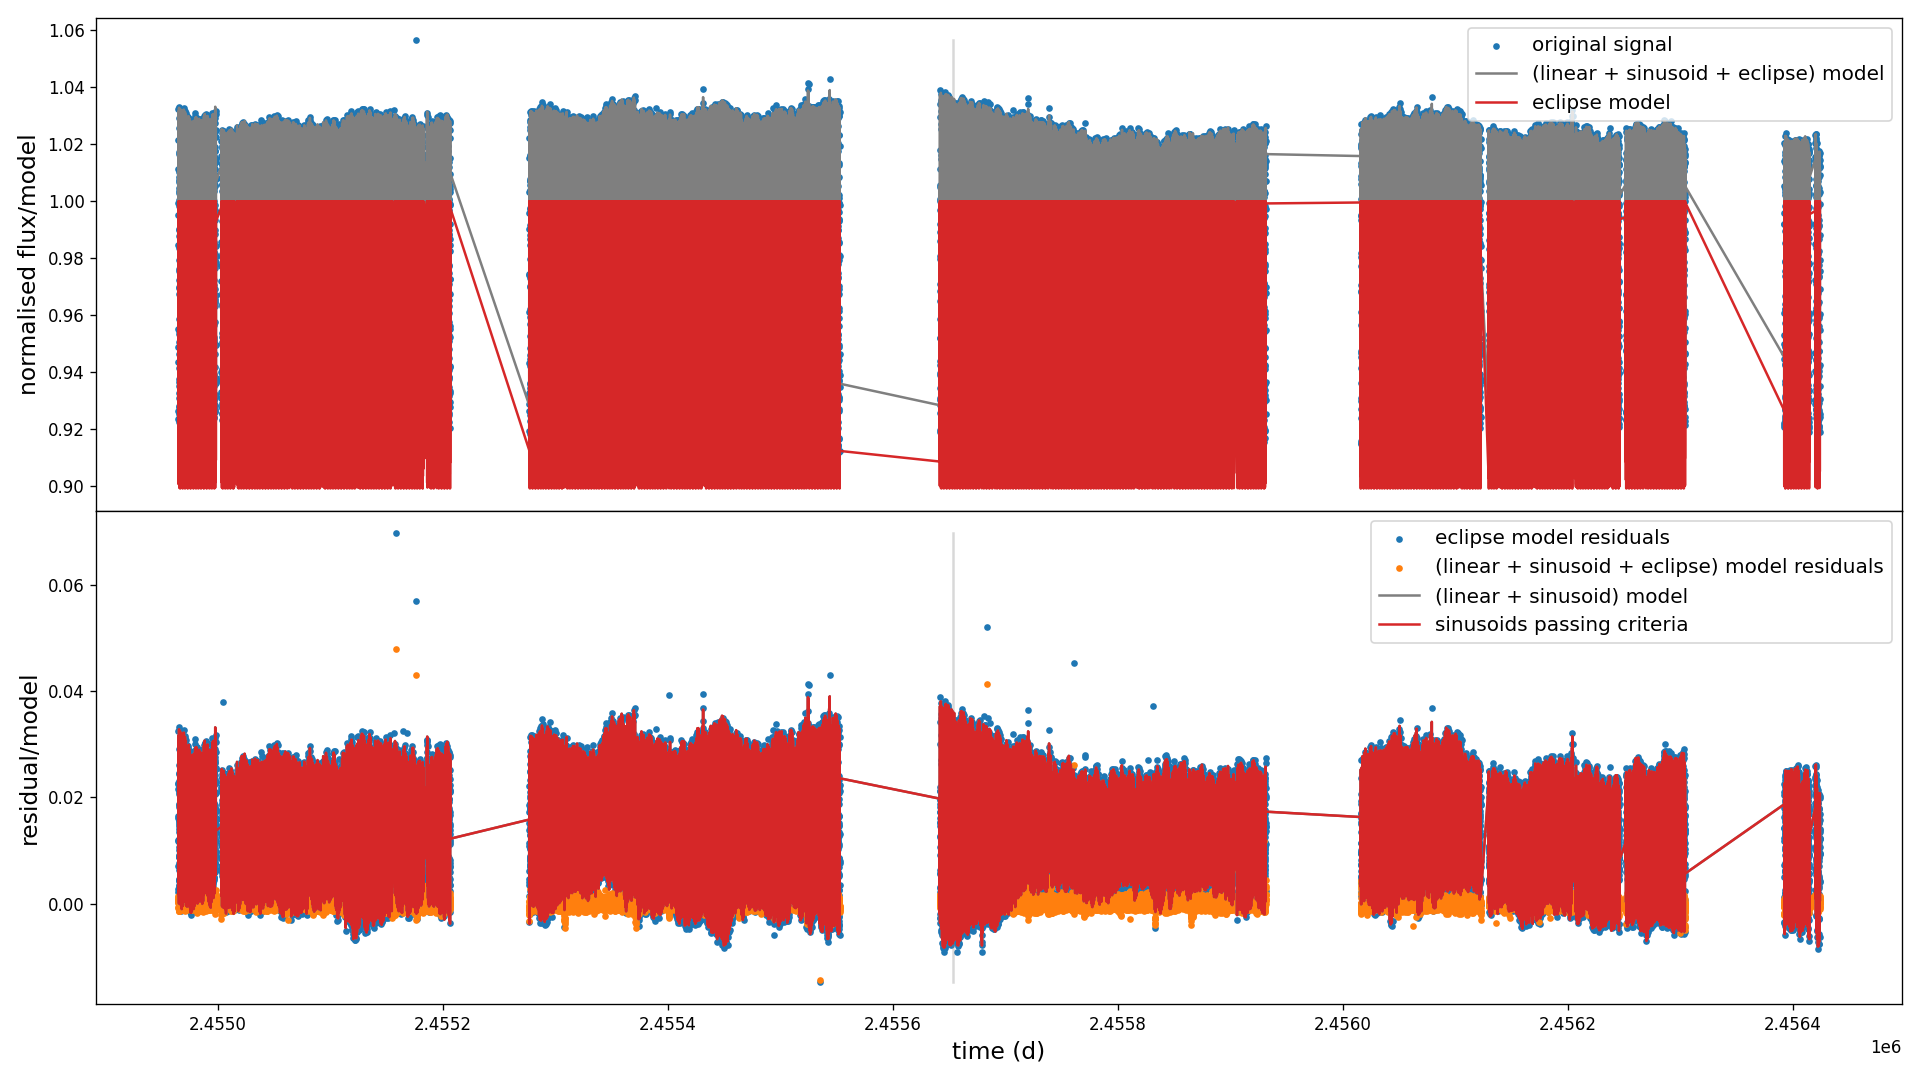 1.06
1.04
1.02
1.00
0.98
0.96
0.94
0.92
0.90
normalised flux/model
original signal
(linear + sinusoid + eclipse) model
eclipse model
0.06
0.04
0.02
0.00
residual/model
eclipse model residuals
(linear + sinusoid + eclipse) model residuals
(linear + sinusoid) model
sinusoids passing criteria
2.4550 2.4552 2.4554 2.4556 2.4558 2.4560 2.4562 2.4564
1e6
time (d)